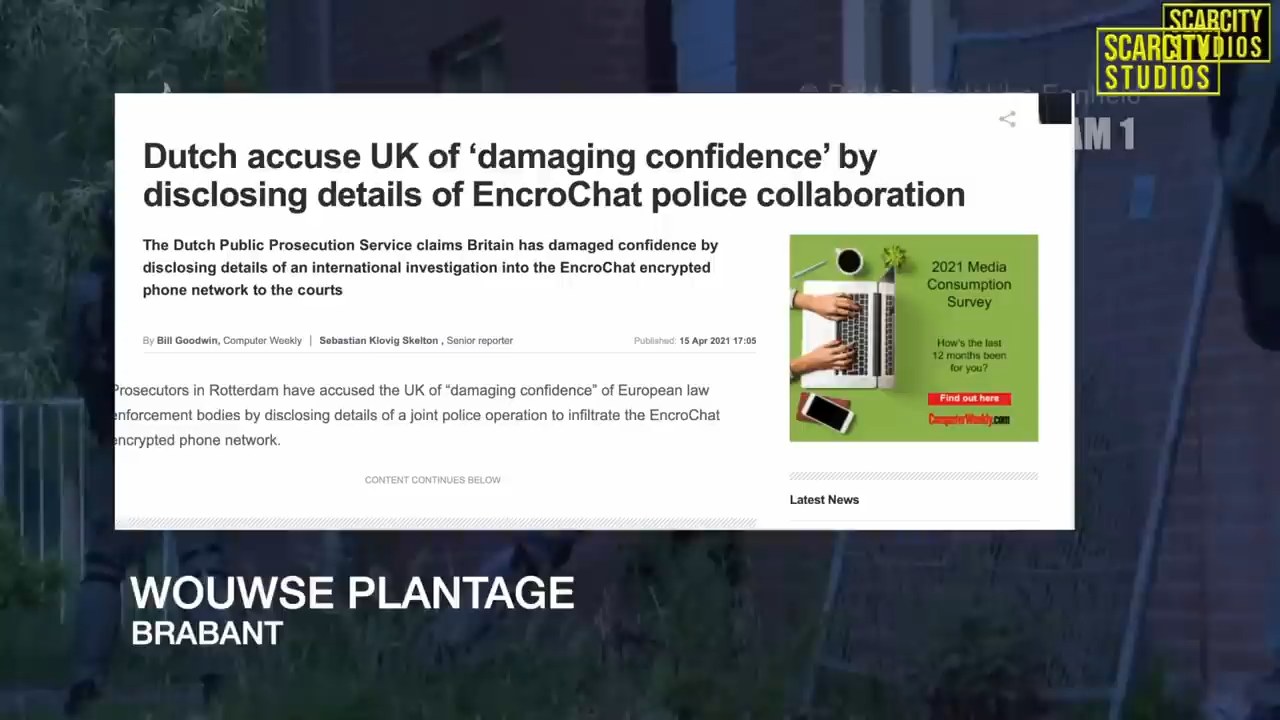 SCARCITY
STUDIOS
SCARCITY
STUDIOS
AM 1
Dutch accuse UK of ‘damaging confidence’ by
disclosing details of EncroChat police collaboration
The Dutch Public Prosecution Service claims Britain has damaged confidence by
disclosing details of an international investigation into the EncroChat encrypted
phone network to the courts
By Bill Goodwin, Computer Weekly | Sebastian Klovig Skelton , Senior reporter
Published: 15 Apr 2021 17:05
Prosecutors in Rotterdam have accused the UK of “damaging confidence” of European law
enforcement bodies by disclosing details of a joint police operation to infiltrate the EncroChat
encrypted phone network.
CONTENT CONTINUES BELOW
2021 Media
Consumption
Survey
How's the last
12 months been
for you?
Find out here
ComputerWeekly.com
Latest News
WOUWSE PLANTAGE
BRABANT